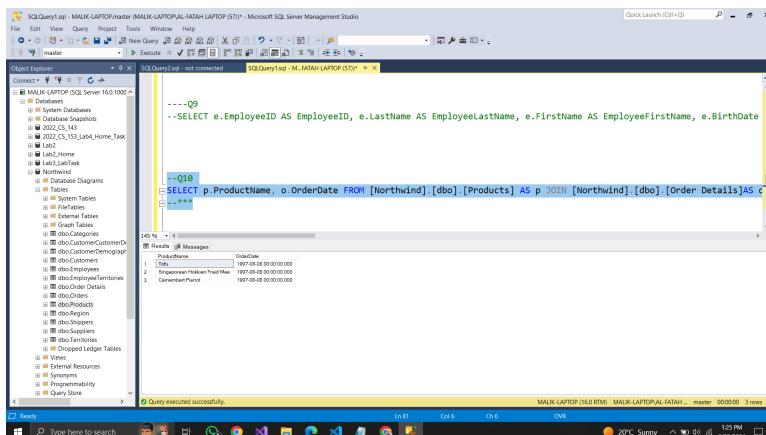 SQLQuery1.sql - MALIK-LAPTOP.master (MALIK-LAPTOP\AL-FATAH LAPTOP (57))* - Microsoft SQL Server Management Studio
Quick Launch (Ctrl+Q)
File Edit View Query Project Tools Window Help
New Query
master
Execute
Object Explorer
SQLQuery2.sql - not connected
SQLQuery1.sql - M...FATAH LAPTOP (57))*
Connect
MALIK-LAPTOP (SQL Server 16.0.1000
Databases
System Databases
Database Snapshots
2022_CS_143
2022_CS_153_Lab4_Home_Task
Lab2
Lab2_Home
Lab3_LabTask
Northwind
Database Diagrams
Tables
System Tables
FileTables
External Tables
Graph Tables
dbo.Categories
dbo.CustomerCustomerDe
dbo.CustomerDemograph
dbo.Customers
dbo.Employees
dbo.EmployeeTerritories
dbo.Order Details
dbo.Orders
dbo.Products
dbo.Region
dbo.Shippers
dbo.Suppliers
dbo.Territories
Dropped Ledger Tables
Views
External Resources
Synonyms
Programmability
Query Store
----Q9
--SELECT e.EmployeeID AS EmployeeID, e.LastName AS EmployeeLastName, e.FirstName AS EmployeeFirstName, e.BirthDate
--Q10
SELECT p.ProductName, o.OrderDate FROM [Northwind].[dbo].[Products] AS p JOIN [Northwind].[dbo].[Order Details]AS o
--***
145 %
Results Messages
ProductName OrderDate
1 Tofu 1997-08-08 00:00:00.000
2 Singaporean Hokkien Fried Mee 1997-08-08 00:00:00.000
3 Camembert Pierrot 1997-08-08 00:00:00.000
Query executed successfully.
MALIK-LAPTOP (16.0 RTM) MALIK-LAPTOP\AL-FATAH ... master 00:00:00 3 rows
Ready
Ln 81 Col 6 Ch 6 OVR
Type here to search
20°C Sunny
1:25 PM